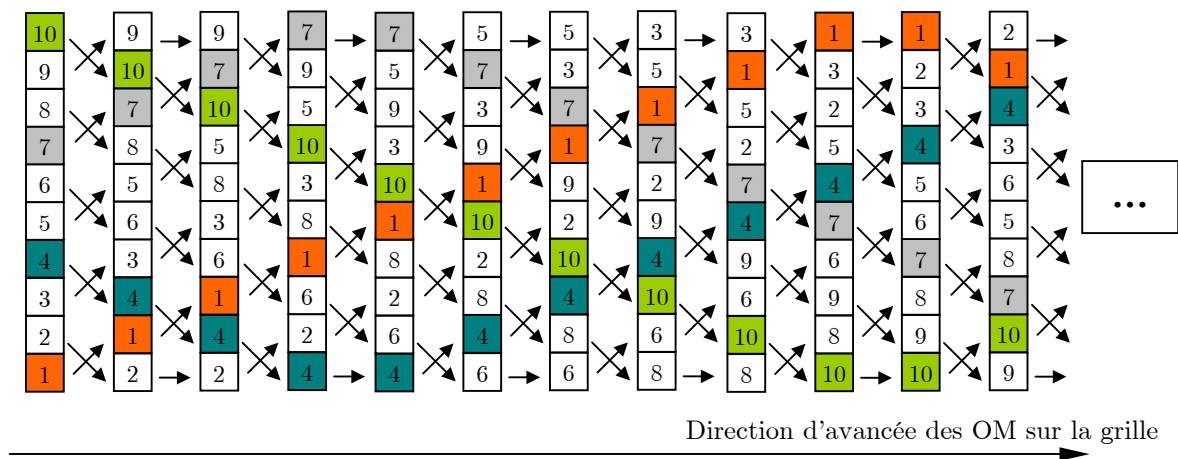 10 9 9 7 7 5 5 3 3 1 1 2
9 10 7 9 5 7 3 5 1 3 2 1
8 7 10 5 9 3 7 1 5 2 3 4
7 8 5 10 3 9 1 7 2 5 4 3
6 5 8 3 10 1 9 2 7 4 5 6
5 6 3 8 1 10 2 9 4 7 6 5
4 3 6 1 8 2 10 4 9 6 7 8
3 4 1 6 2 8 4 10 6 9 8 7
2 1 4 2 6 4 8 6 10 8 9 10
1 2 2 4 4 6 6 8 8 10 10 9
...
Direction d'avancée des OM sur la grille